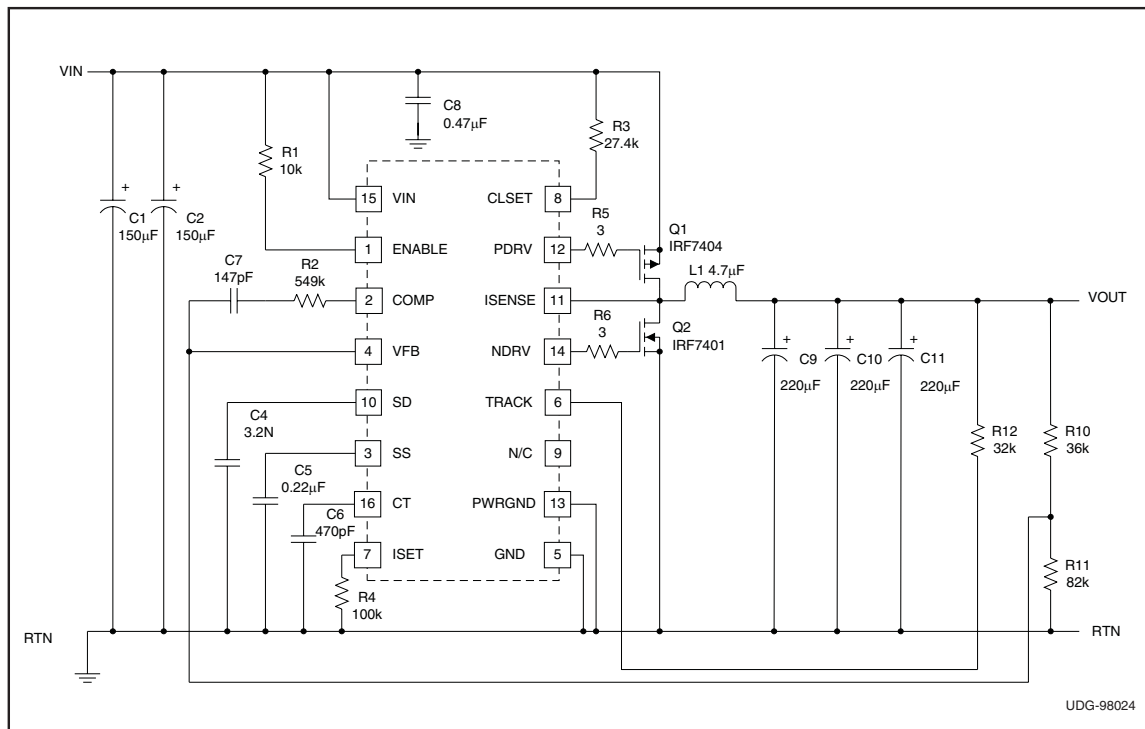 VIN
C8
0.47µF
R3
27.4k
R1
10k
+
C1
150µF
+
C2
150µF
15
VIN
CLSET
8
1
ENABLE
PDRV
12
R5
3
Q1
IRF7404
C7
147pF
R2
549k
2
COMP
ISENSE
11
L1 4.7µF
VOUT
4
VFB
NDRV
14
R6
3
Q2
IRF7401
+
C9
220µF
+
C10
220µF
+
C11
220µF
C4
3.2N
10
SD
TRACK
6
R12
32k
R10
36k
C5
0.22µF
3
SS
N/C
9
C6
470pF
16
CT
PWRGND
13
7
ISET
GND
5
R4
100k
R11
82k
RTN
RTN
UDG-98024